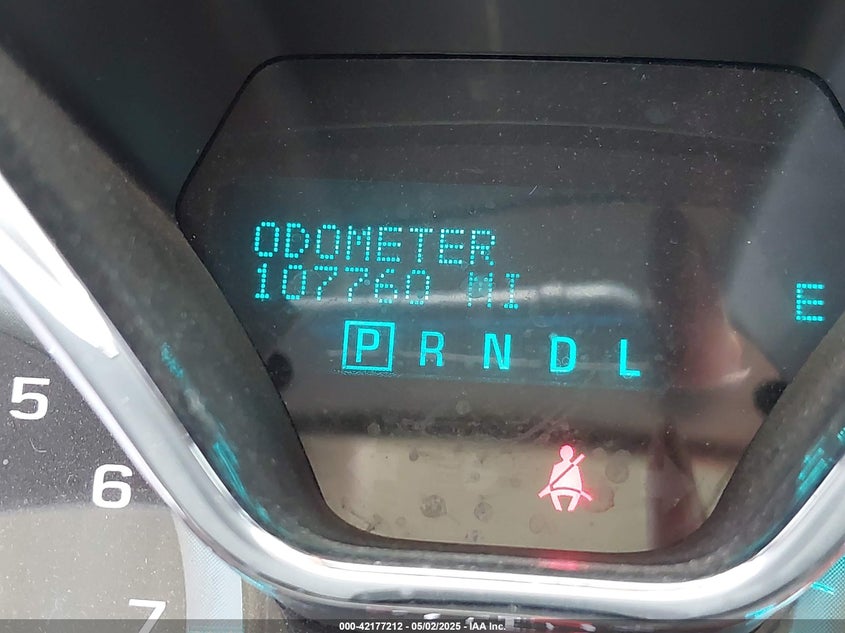 ODOMETER
107760 MI
E
P R N D L
5
6
7
000-42177212 - 05/02/2025 - IAA Inc.